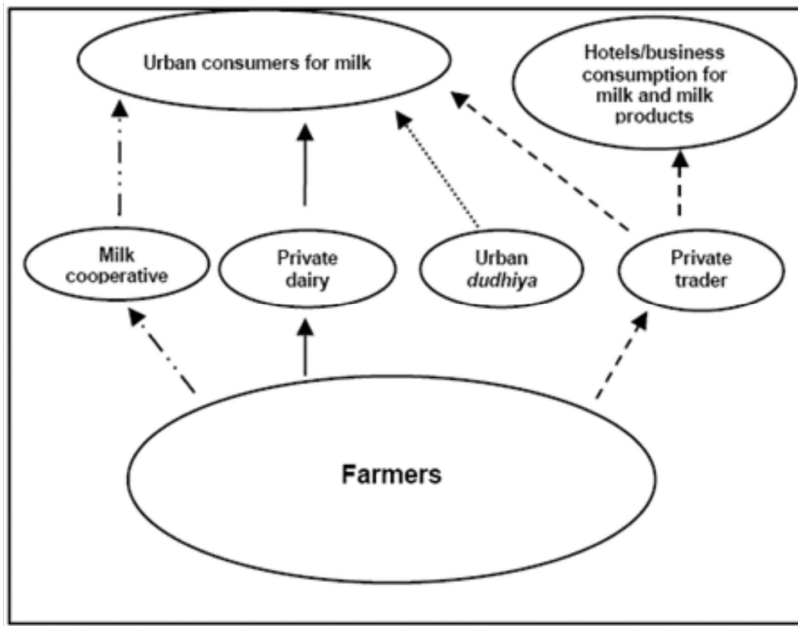 Urban consumers for milk
Hotels/business
consumption for
milk and milk
products
Milk
cooperative
Private
dairy
Urban
dudhiya
Private
trader
Farmers